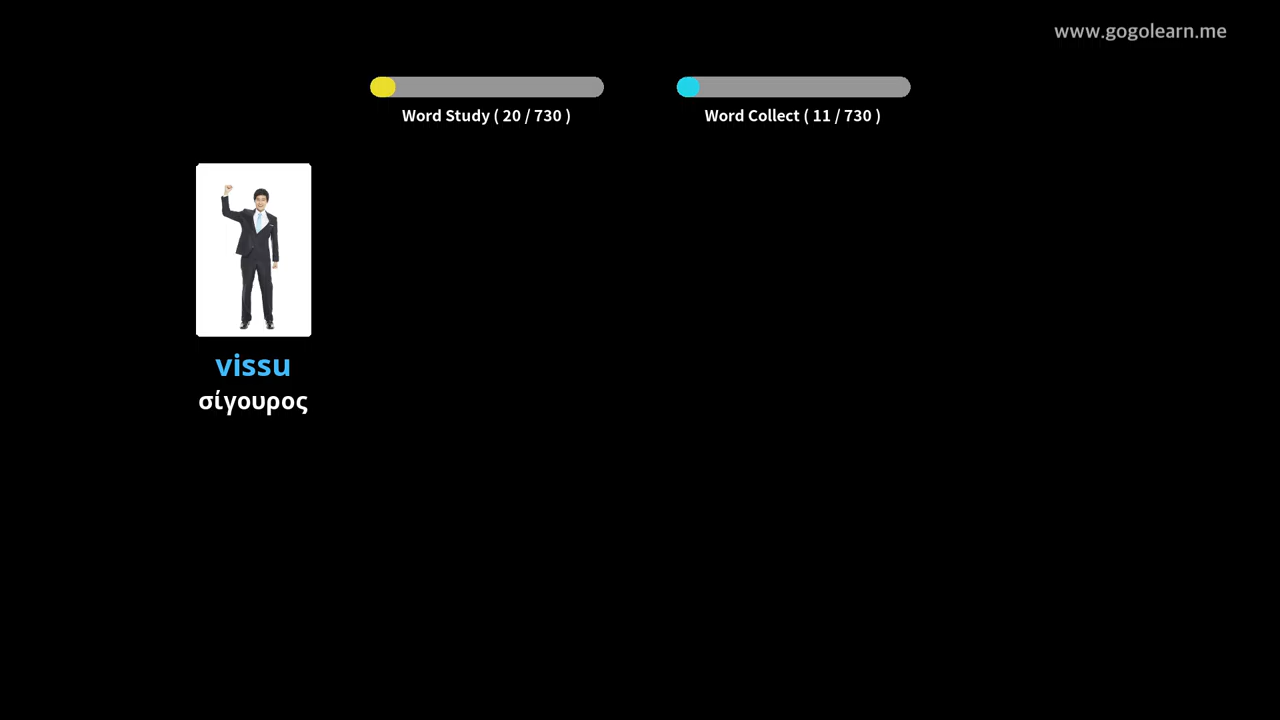 www.gogolearn.me
Word Study ( 20 / 730 )
Word Collect ( 11 / 730 )
vissu
σίγουρος